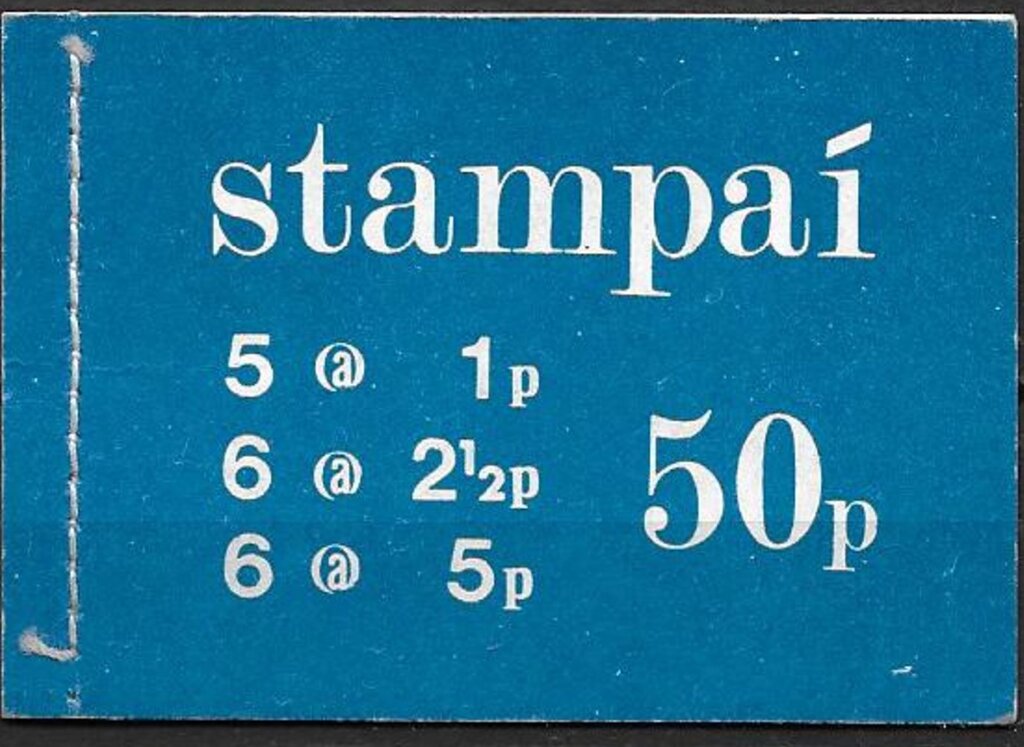 stampaí
5 @ 1p
6 @ 2½p
6 @ 5p
50p